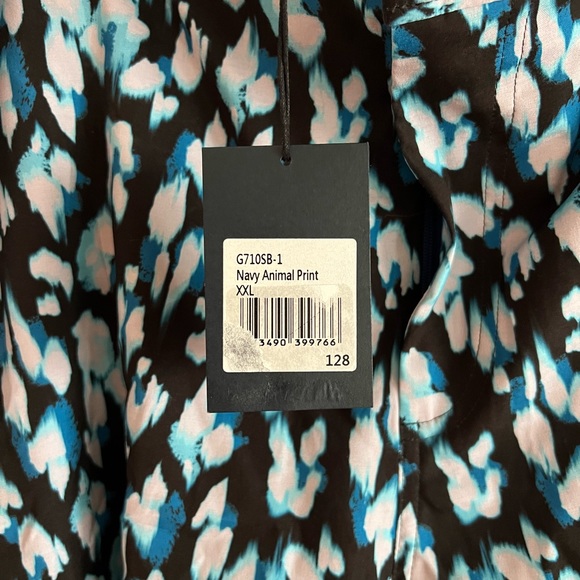 G710SB-1
Navy Animal Print
XXL
3490 399766
128